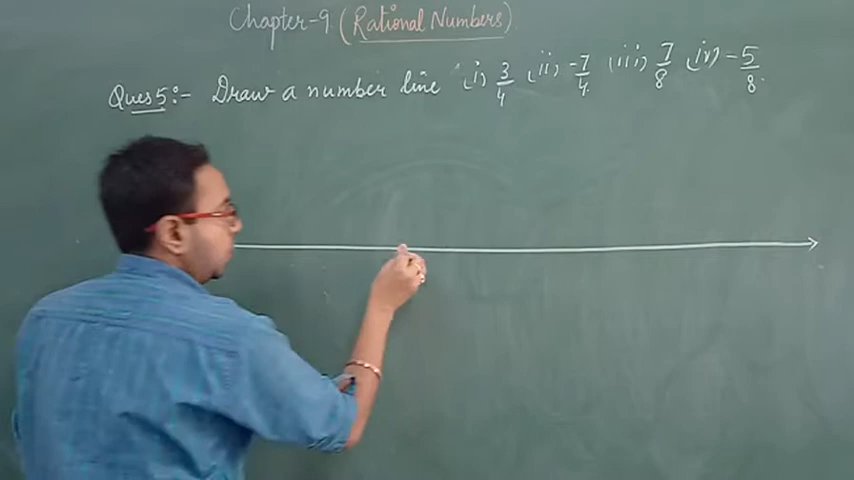 Chapter-9 (Rational Numbers)
Ques 5:- Draw a number line (i) 3/4 (ii) -7/4 (iii) 7/8 (iv) -5/8.